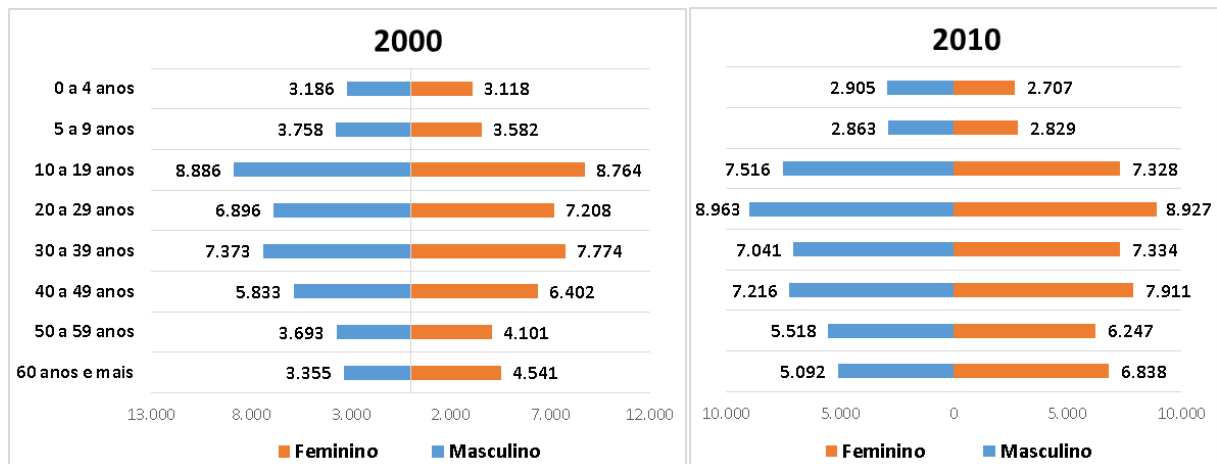 2000
0 a 4 anos 3.186 3.118
5 a 9 anos 3.758 3.582
10 a 19 anos 8.886 8.764
20 a 29 anos 6.896 7.208
30 a 39 anos 7.373 7.774
40 a 49 anos 5.833 6.402
50 a 59 anos 3.693 4.101
60 anos e mais 3.355 4.541
13.000 8.000 3.000 2.000 7.000 12.000
Feminino Masculino
2010
2.905 2.707
2.863 2.829
7.516 7.328
8.963 8.927
7.041 7.334
7.216 7.911
5.518 6.247
5.092 6.838
10.000 5.000 0 5.000 10.000
Feminino Masculino